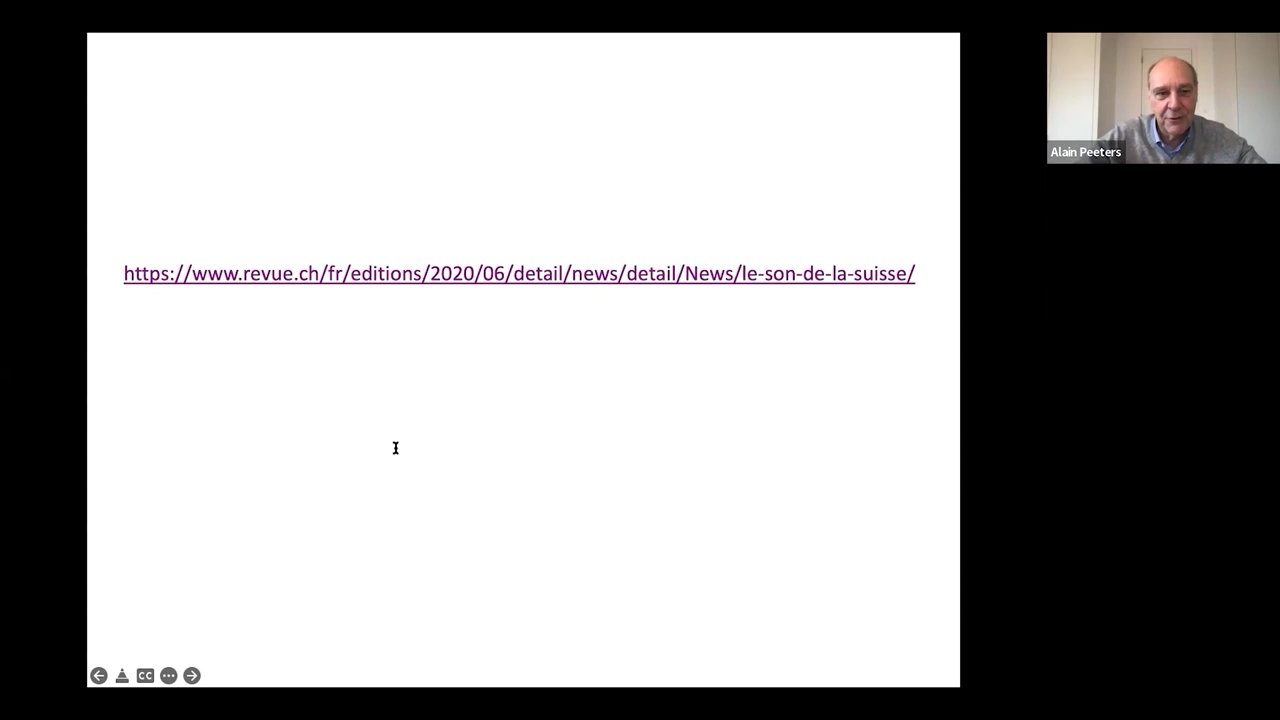 https://www.revue.ch/fr/editions/2020/06/detail/news/detail/News/le-son-de-la-suisse/
Alain Peeters
CC